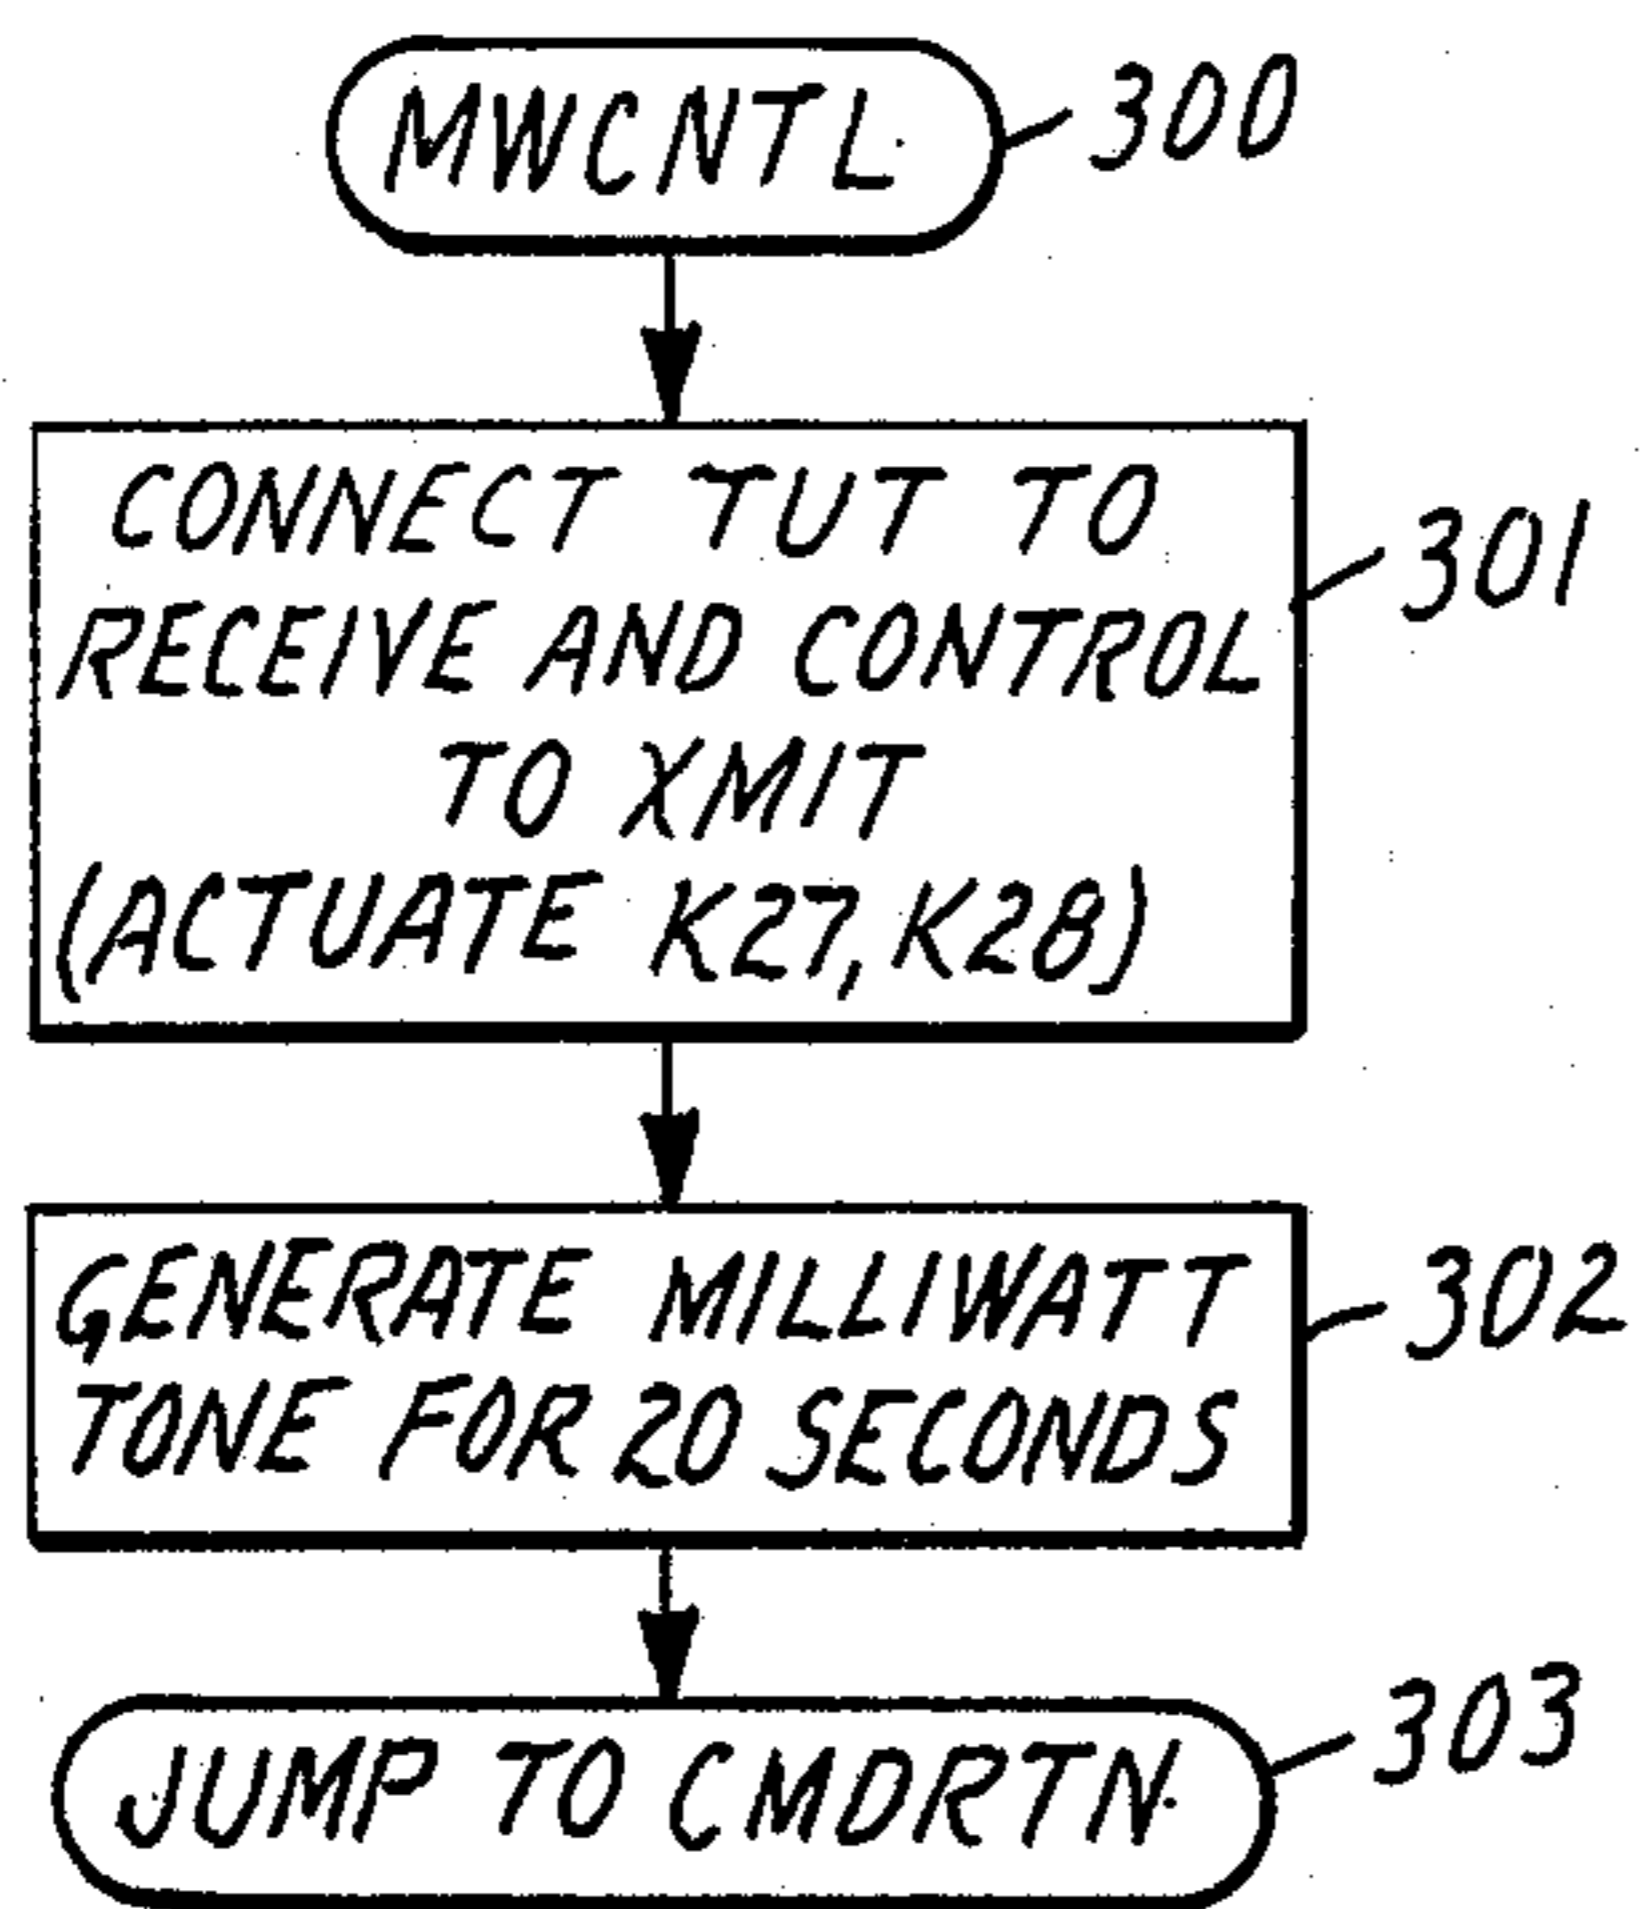 MWCNTL
300
CONNECT TUT TO
RECEIVE AND CONTROL
TO XMIT
(ACTUATE K27, K28)
301
GENERATE MILLIWATT
TONE FOR 20 SECONDS
302
JUMP TO CMDRTN
303